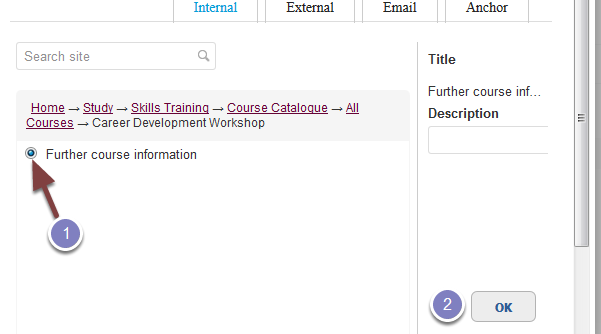 Internal External Email Anchor
Search site
Home → Study → Skills Training → Course Catalogue → All
Courses → Career Development Workshop
Further course information
1
Title
Further course inf...
Description
2
OK